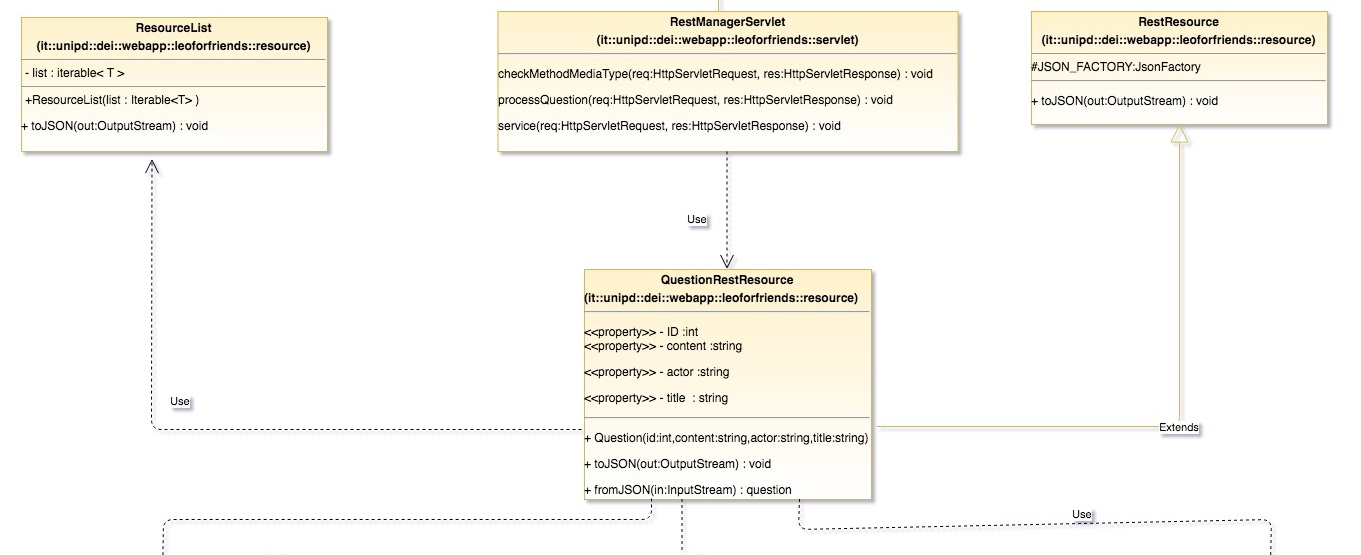 ResourceList
(it::unipd::dei::webapp::leoforfriends::resource)
- list : iterable< T >
+ResourceList(list : Iterable<T> )
+ toJSON(out:OutputStream) : void
RestManagerServlet
(it::unipd::dei::webapp::leoforfriends::servlet)
checkMethodMediaType(req:HttpServletRequest, res:HttpServletResponse) : void
processQuestion(req:HttpServletRequest, res:HttpServletResponse) : void
service(req:HttpServletRequest, res:HttpServletResponse) : void
RestResource
(it::unipd::dei::webapp::leoforfriends::resource)
#JSON_FACTORY:JsonFactory
+ toJSON(out:OutputStream) : void
Use
QuestionRestResource
(it::unipd::dei::webapp::leoforfriends::resource)
<<property>> - ID :int
<<property>> - content :string
<<property>> - actor :string
<<property>> - title : string
+ Question(id:int,content:string,actor:string,title:string)
+ toJSON(out:OutputStream) : void
+ fromJSON(in:InputStream) : question
Use
Extends
Use